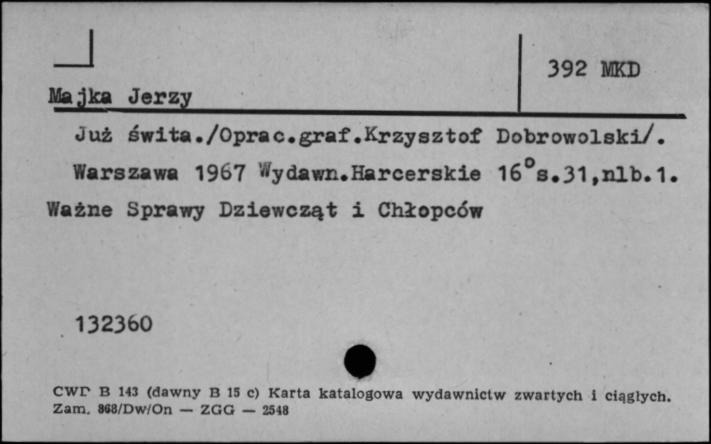 392 MKD
Majka Jerzy
Już świta./Oprac.graf.Krzysztof Dobrowolski/.
Warszawa 1967 Wydawn.Harcerskie 16°s.31,nlb.1.
Ważne Sprawy Dziewcząt i Chłopców
132360
CWD B 143 (dawny B 15 c) Karta katalogowa wydawnictw zwartych i ciągłych.
Zam. 868/Dw/On — ZGG — 2548